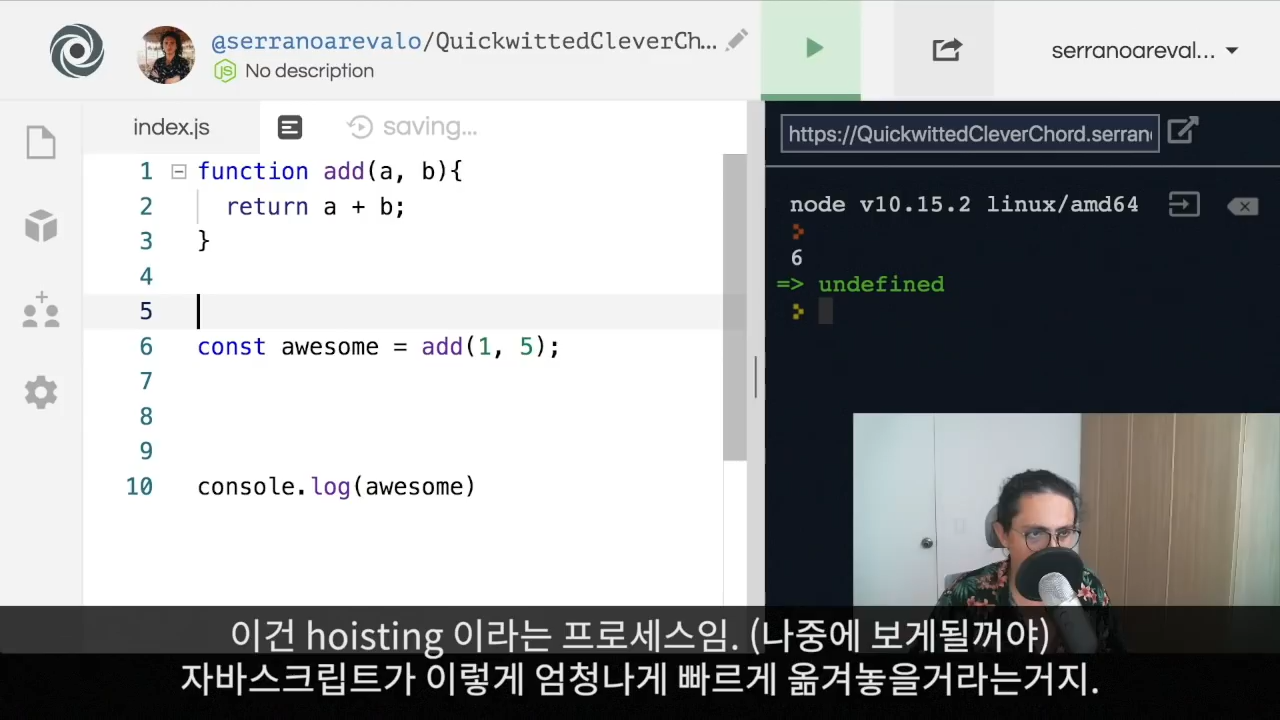 @serranoarevalo/QuickwittedCleverCh...
serranoareval...
JS No description
index.js
saving...
https://QuickwittedCleverChord.serran
1 function add(a, b){
2 return a + b;
3 }
4
5
6 const awesome = add(1, 5);
7
8
9
10 console.log(awesome)
node v10.15.2 linux/amd64
6
=> undefined
이건 hoisting 이라는 프로세스임. (나중에 보게될꺼야)
자바스크립트가 이렇게 엄청나게 빠르게 옮겨놓을거라는거지.